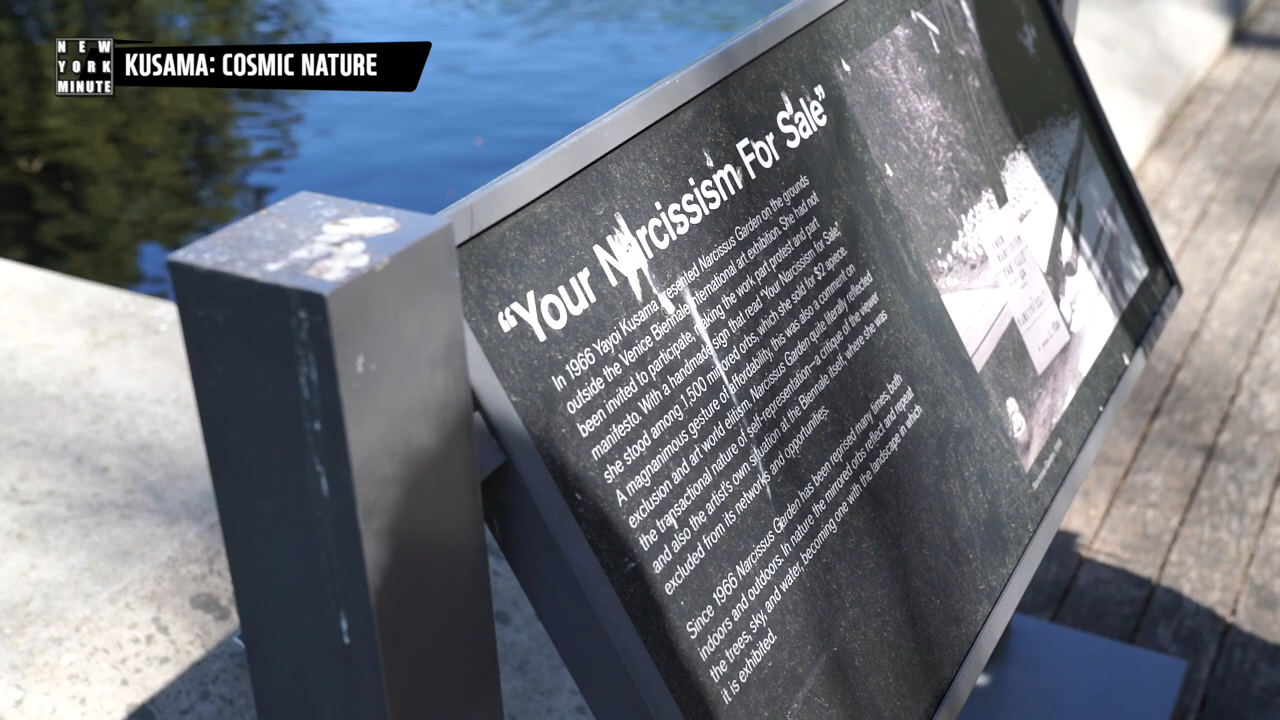 NEW
YORK
MINUTE
KUSAMA: COSMIC NATURE
“Your Narcissism For Sale”
In 1966 Yayoi Kusama presented Narcissus Garden on the grounds
outside the Venice Biennale international art exhibition. She had not
been invited to participate, making the work part protest and part
manifesto. With a handmade sign that read “Your Narcissism for Sale,”
she stood among 1,500 mirrored orbs, which she sold for $2 apiece.
A magnanimous gesture of affordability, this was also a comment on
exclusion and art world elitism. Narcissus Garden quite literally reflected
the transactional nature of self-representation—a critique of the viewer
and also the artist’s own situation at the Biennale itself, where she was
excluded from its networks and opportunities.
Since 1966 Narcissus Garden has been reprised many times both
indoors and outdoors. In nature the mirrored orbs reflect and repeat
the trees, sky, and water, becoming one with the landscape in which
it is exhibited.